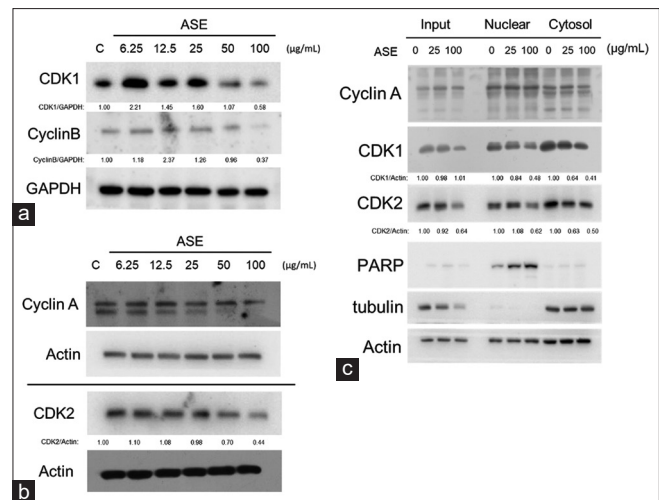 ASE
C 6.25 12.5 25 50 100 (μg/mL)
CDK1
CDK1/GAPDH: 1.00 2.21 1.45 1.60 1.07 0.58
CyclinB
CyclinB/GAPDH: 1.00 1.18 2.37 1.26 0.96 0.37
GAPDH
a
ASE
C 6.25 12.5 25 50 100 (μg/mL)
Cyclin A
Actin
CDK2
CDK2/Actin: 1.00 1.10 1.08 0.98 0.70 0.44
Actin
b
Input Nuclear Cytosol
ASE 0 25 100 0 25 100 0 25 100 (μg/mL)
Cyclin A
CDK1
CDK1/Actin: 1.00 0.98 1.01 1.00 0.84 0.48 1.00 0.64 0.41
CDK2
CDK2/Actin: 1.00 0.92 0.64 1.00 1.08 0.62 1.00 0.63 0.50
PARP
tubulin
Actin
c